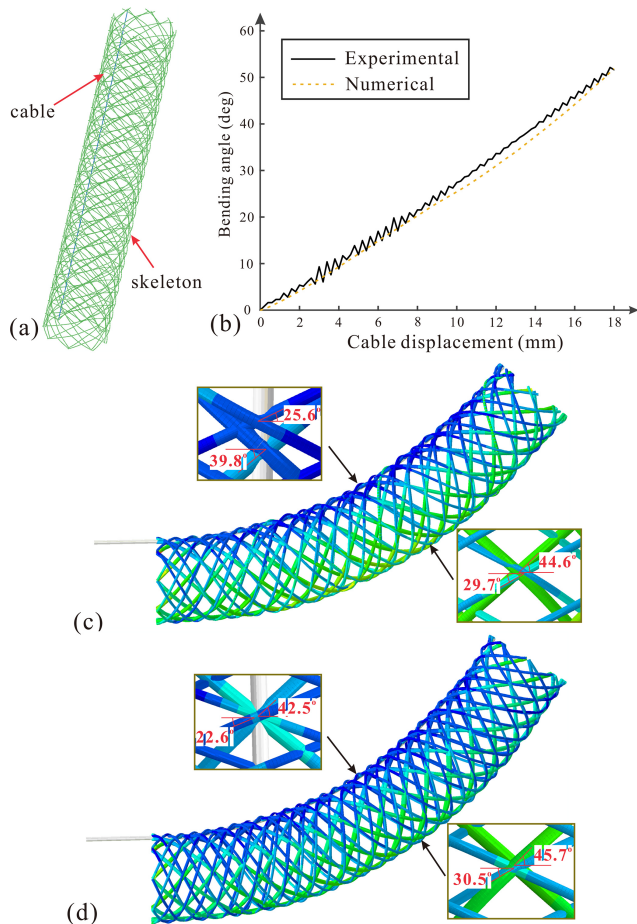 cable
skeleton
(a)
Bending angle (deg)
60
50
40
30
20
10
0
Experimental
Numerical
0 2 4 6 8 10 12 14 16 18
Cable displacement (mm)
(b)
25.6°
39.8°
44.6°
29.7°
(c)
42.5°
22.6°
45.7°
30.5°
(d)